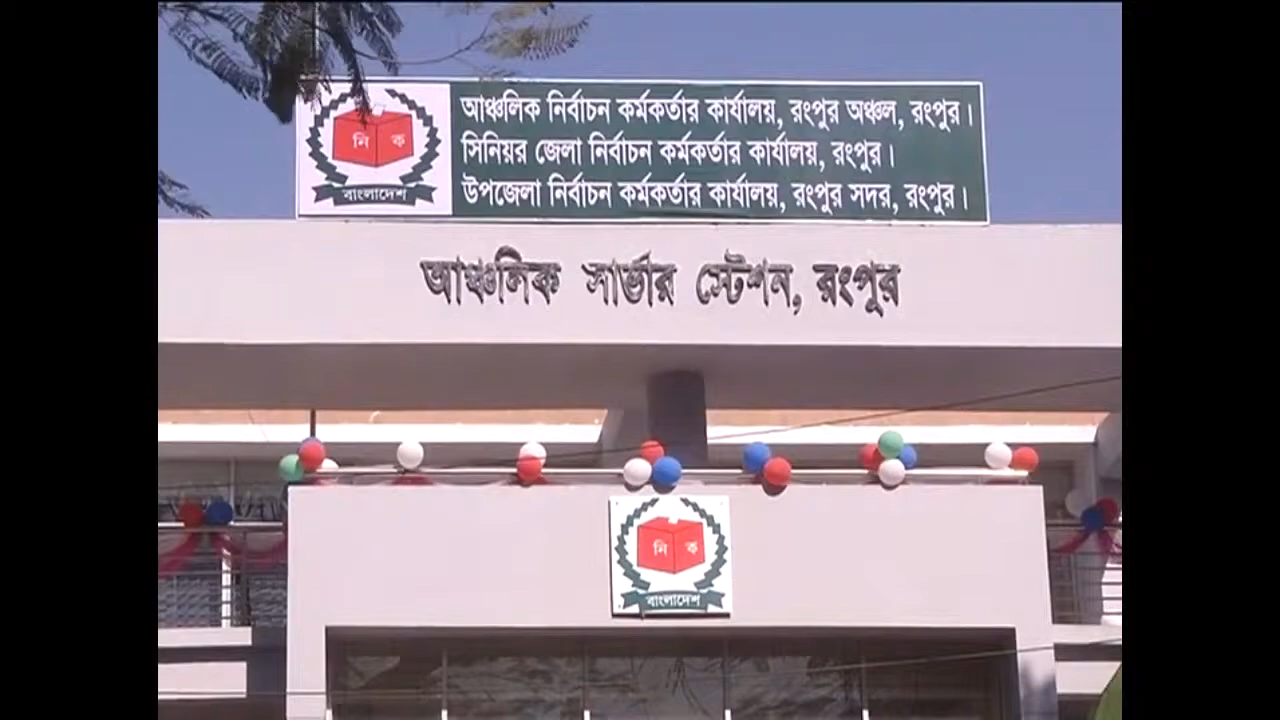 আঞ্চলিক নির্বাচন কর্মকর্তার কার্যালয়, রংপুর অঞ্চল, রংপুর।
সিনিয়র জেলা নির্বাচন কর্মকর্তার কার্যালয়, রংপুর।
উপজেলা নির্বাচন কর্মকর্তার কার্যালয়, রংপুর সদর, রংপুর।
নি ক
বাংলাদেশ
আঞ্চলিক সার্ভার স্টেশন, রংপুর
নি ক
বাংলাদেশ